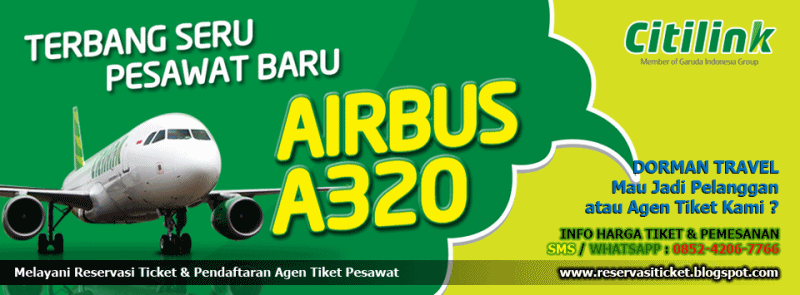 TERBANG SERU
PESAWAT BARU
AIRBUS
A320
Citilink
Member of Garuda Indonesia Group
Citilink
DORMAN TRAVEL
Mau Jadi Pelanggan
atau Agen Tiket Kami ?
INFO HARGA TIKET & PEMESANAN
SMS / WHATSAPP : 0852-4206-7766
Melayani Reservasi Ticket & Pendaftaran Agen Tiket Pesawat
www.reservasiticket.blogspot.com